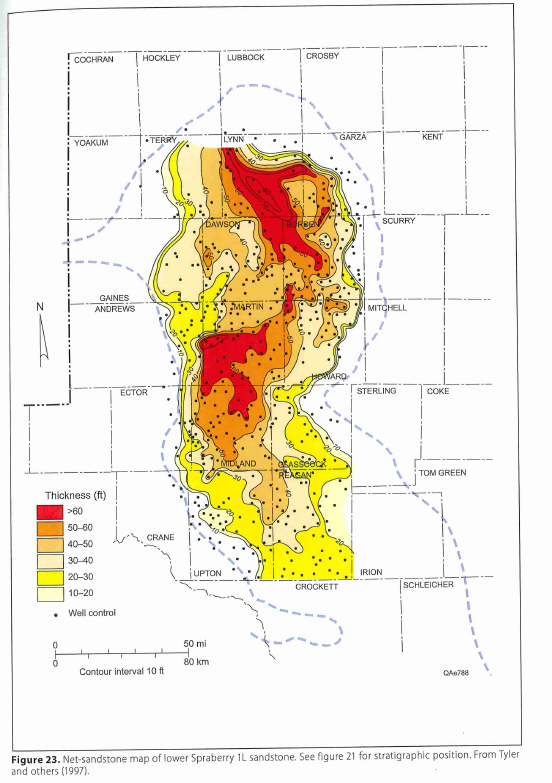 COCHRAN HOCKLEY LUBBOCK CROSBY
YOAKUM TERRY LYNN GARZA KENT
DAWSON BORDEN SCURRY
GAINES
ANDREWS MARTIN MITCHELL
HOWARD
N
ECTOR STERLING COKE
MIDLAND GLASSCOCK
REAGAN TOM GREEN
CRANE
UPTON IRION
CROCKETT SCHLEICHER
Thickness (ft)
>60
50–60
40–50
30–40
20–30
10–20
Well control
0 50 mi
0 80 km
Contour interval 10 ft
QAe788
Figure 23. Net-sandstone map of lower Spraberry 1L sandstone. See figure 21 for stratigraphic position. From Tyler
and others (1997).